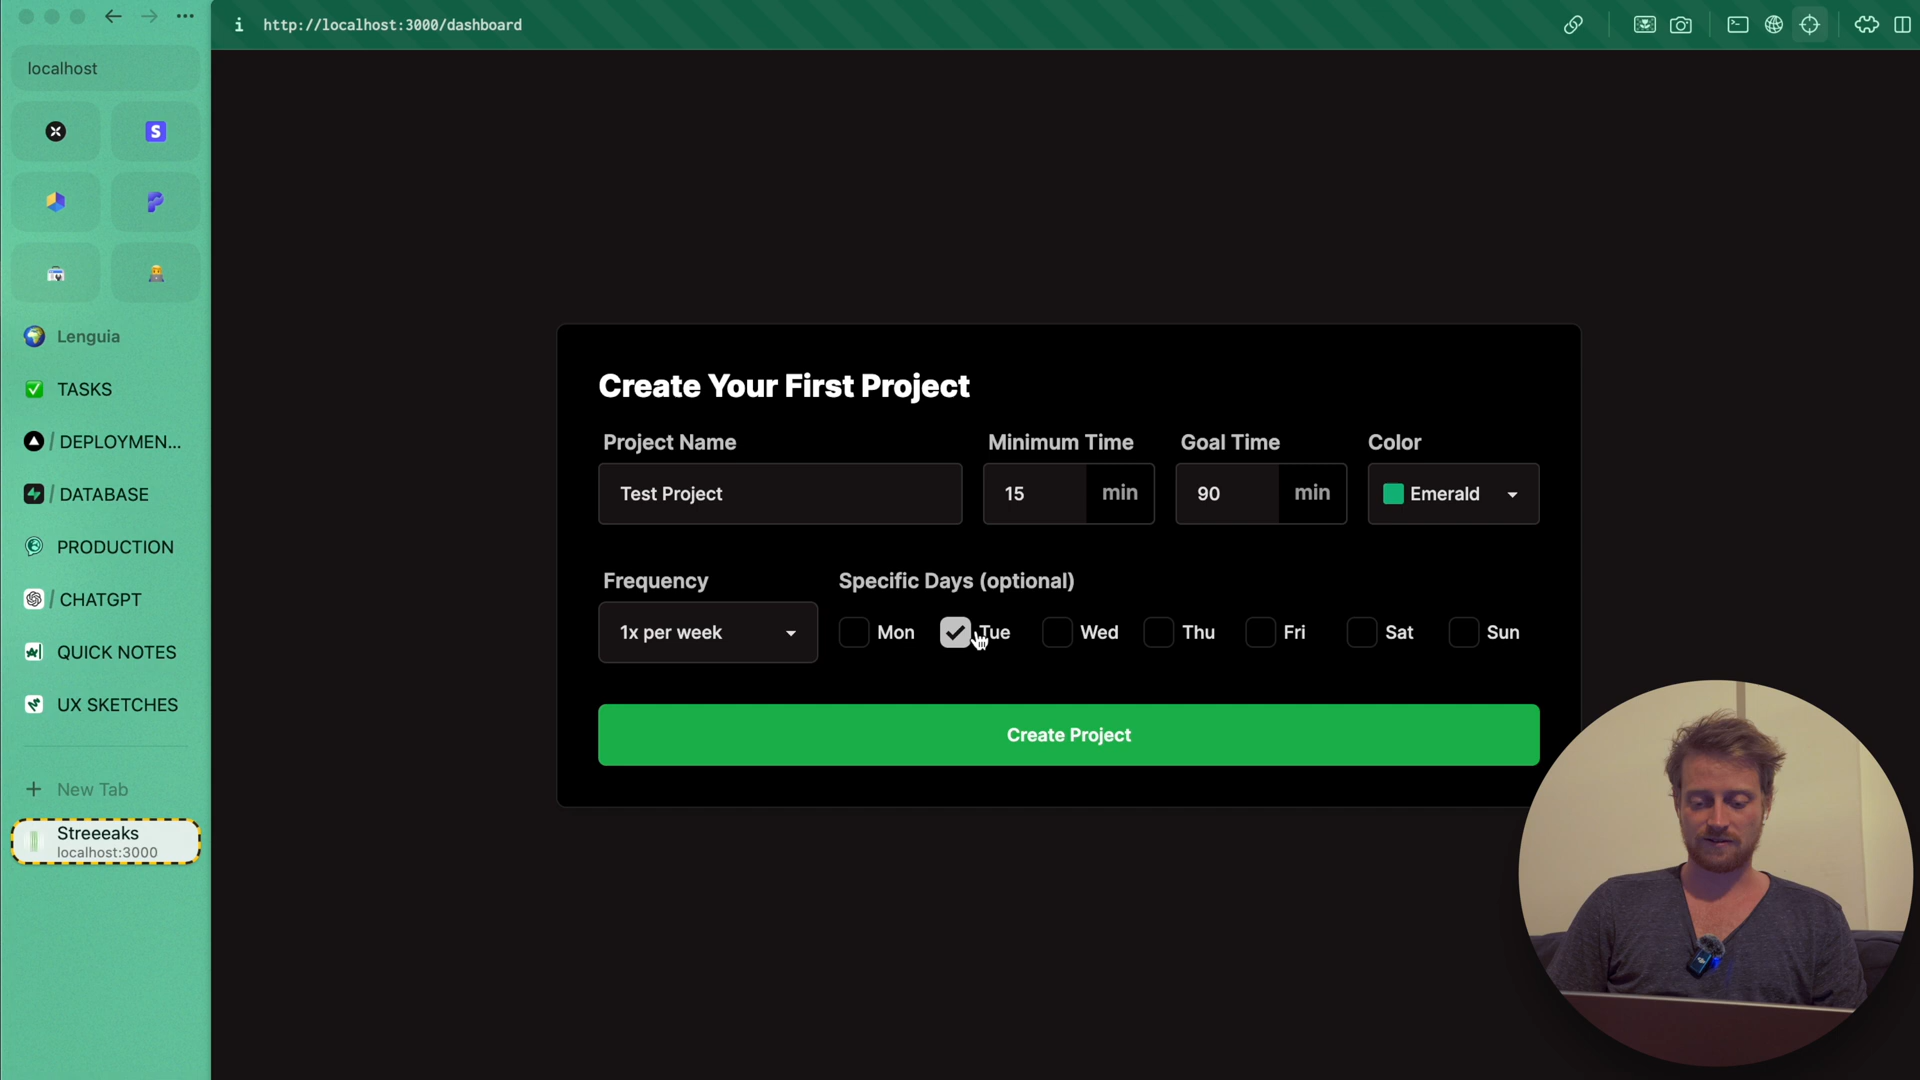 http://localhost:3000/dashboard
localhost
Lenguia
TASKS
/ DEPLOYMEN...
/ DATABASE
PRODUCTION
/ CHATGPT
QUICK NOTES
UX SKETCHES
+ New Tab
Streeeaks
localhost:3000
Create Your First Project
Project Name Minimum Time Goal Time Color
Test Project 15 min 90 min Emerald
Frequency Specific Days (optional)
1x per week Mon Tue Wed Thu Fri Sat Sun
Create Project